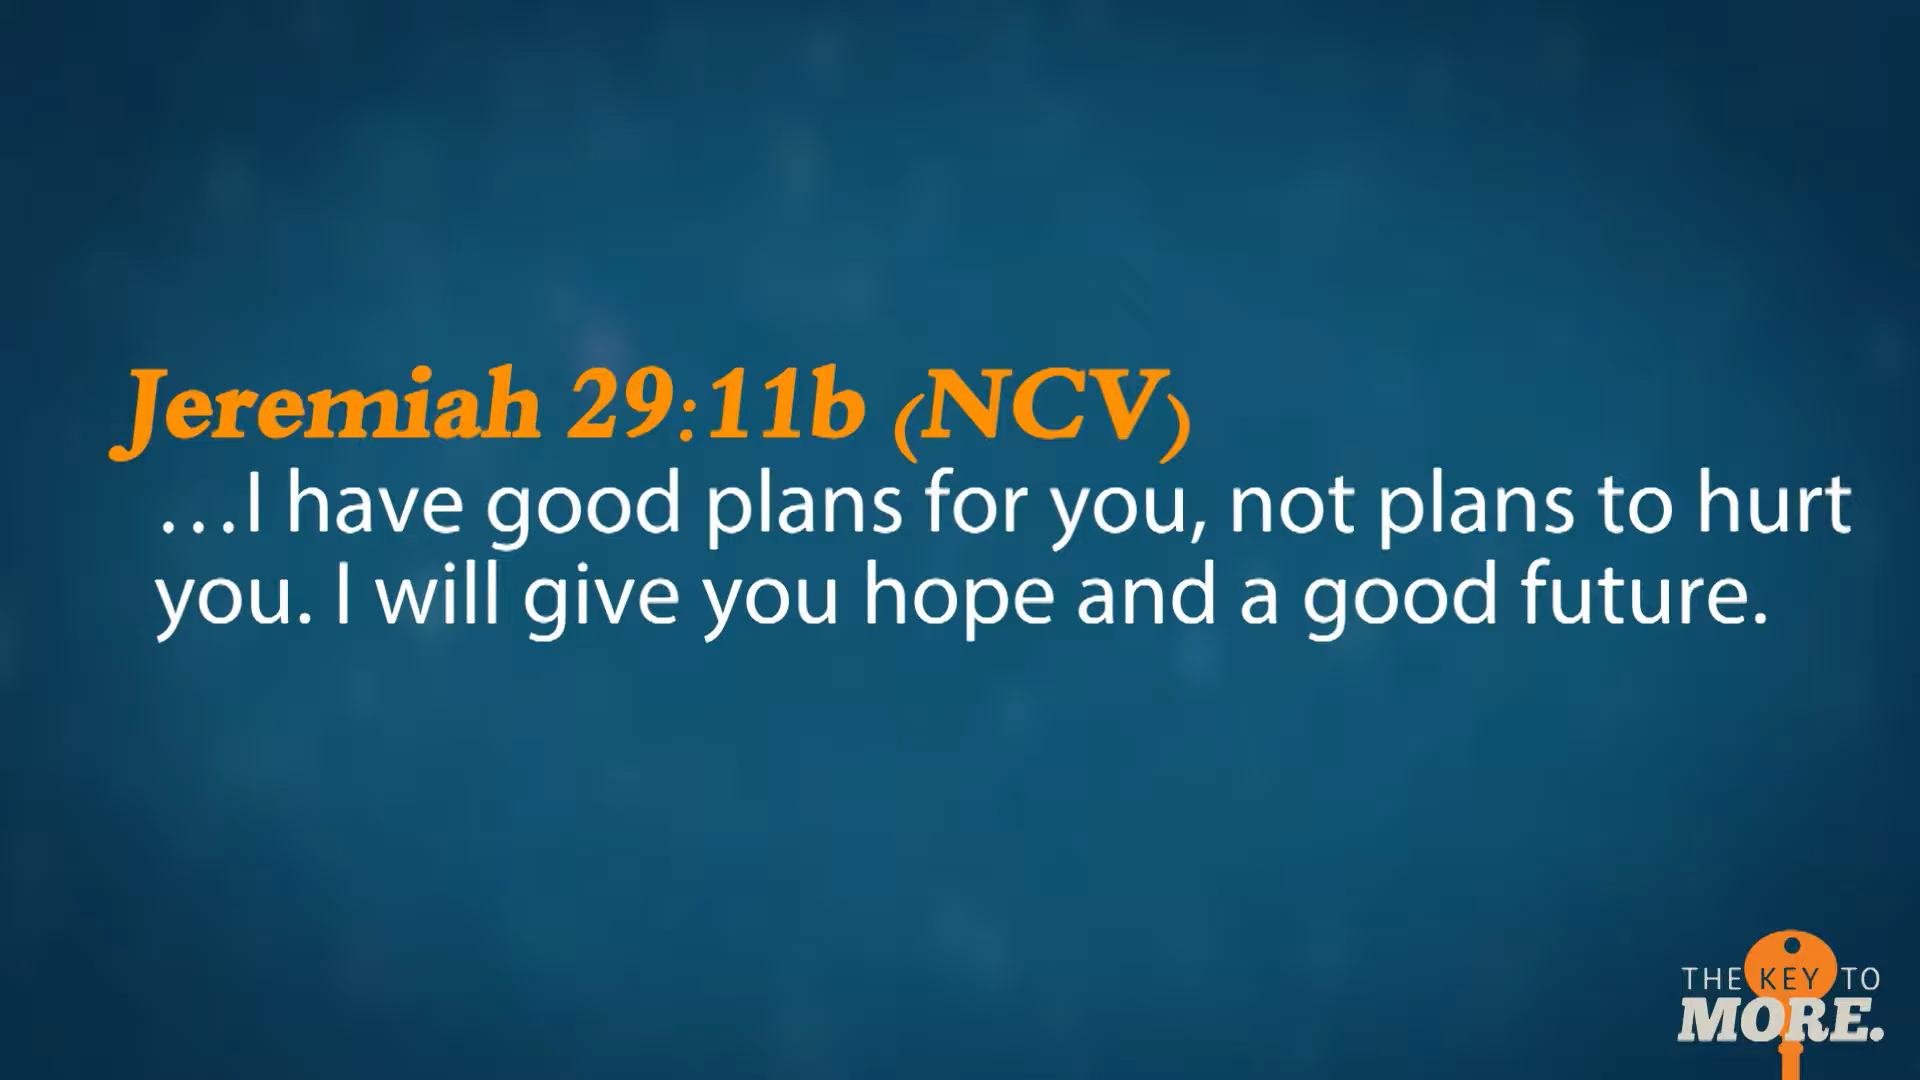 Jeremiah 29:11b (NCV)
…I have good plans for you, not plans to hurt
you. I will give you hope and a good future.
THE KEY TO
MORE.